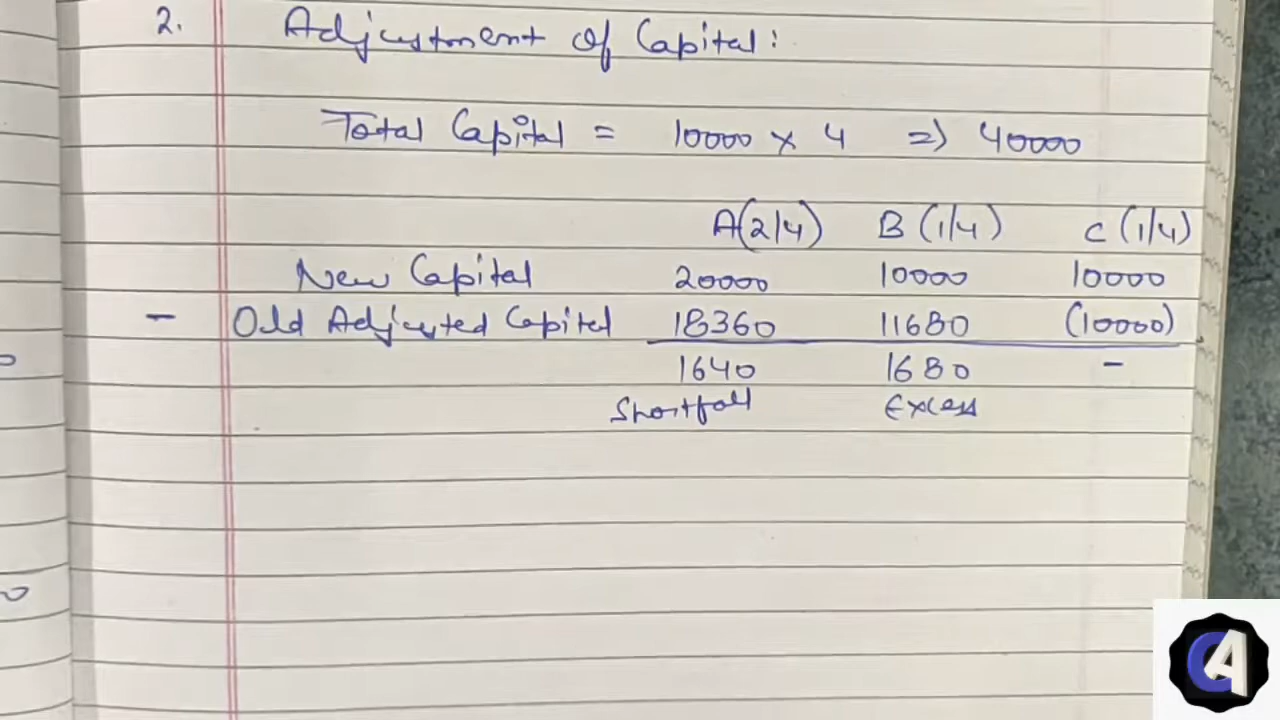 2. Adjustment Of Capital:
Total Capital = 10000 × 4 => 40000
A(2/4) B (1/4) C (1/4)
New Capital 20000 10000 10000
- Old Adjusted Capital 18360 11680 (10000)
1640 1680 -
Shortfall Excess
CA